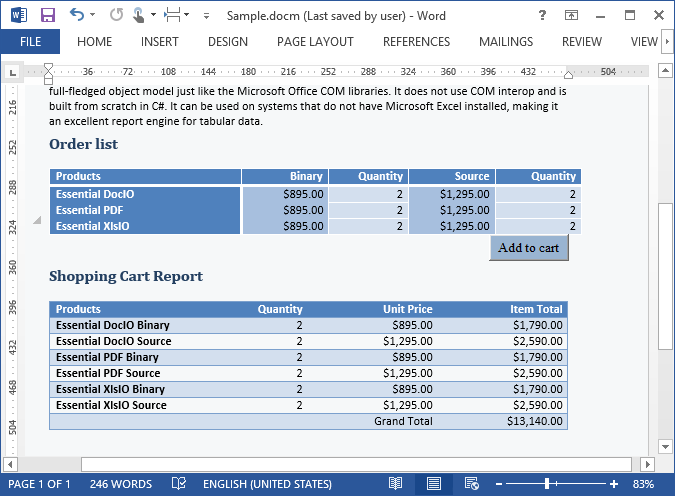 Sample.docm (Last saved by user) - Word
FILE HOME INSERT DESIGN PAGE LAYOUT REFERENCES MAILINGS REVIEW VIEW
36 72 108 144 180 216 252 288 324 360 396 432 504
216
252
288
324
360
396
432
468
504
full-fledged object model just like the Microsoft Office COM libraries. It does not use COM interop and is
built from scratch in C#. It can be used on systems that do not have Microsoft Excel installed, making it
an excellent report engine for tabular data.
Order list
Products Binary Quantity Source Quantity
Essential DocIO $895.00 2 $1,295.00 2
Essential PDF $895.00 2 $1,295.00 2
Essential XlsIO $895.00 2 $1,295.00 2
Add to cart
Shopping Cart Report
Products Quantity Unit Price Item Total
Essential DocIO Binary 2 $895.00 $1,790.00
Essential DocIO Source 2 $1,295.00 $2,590.00
Essential PDF Binary 2 $895.00 $1,790.00
Essential PDF Source 2 $1,295.00 $2,590.00
Essential XlsIO Binary 2 $895.00 $1,790.00
Essential XlsIO Source 2 $1,295.00 $2,590.00
Grand Total $13,140.00
PAGE 1 OF 1 246 WORDS ENGLISH (UNITED STATES) 83%